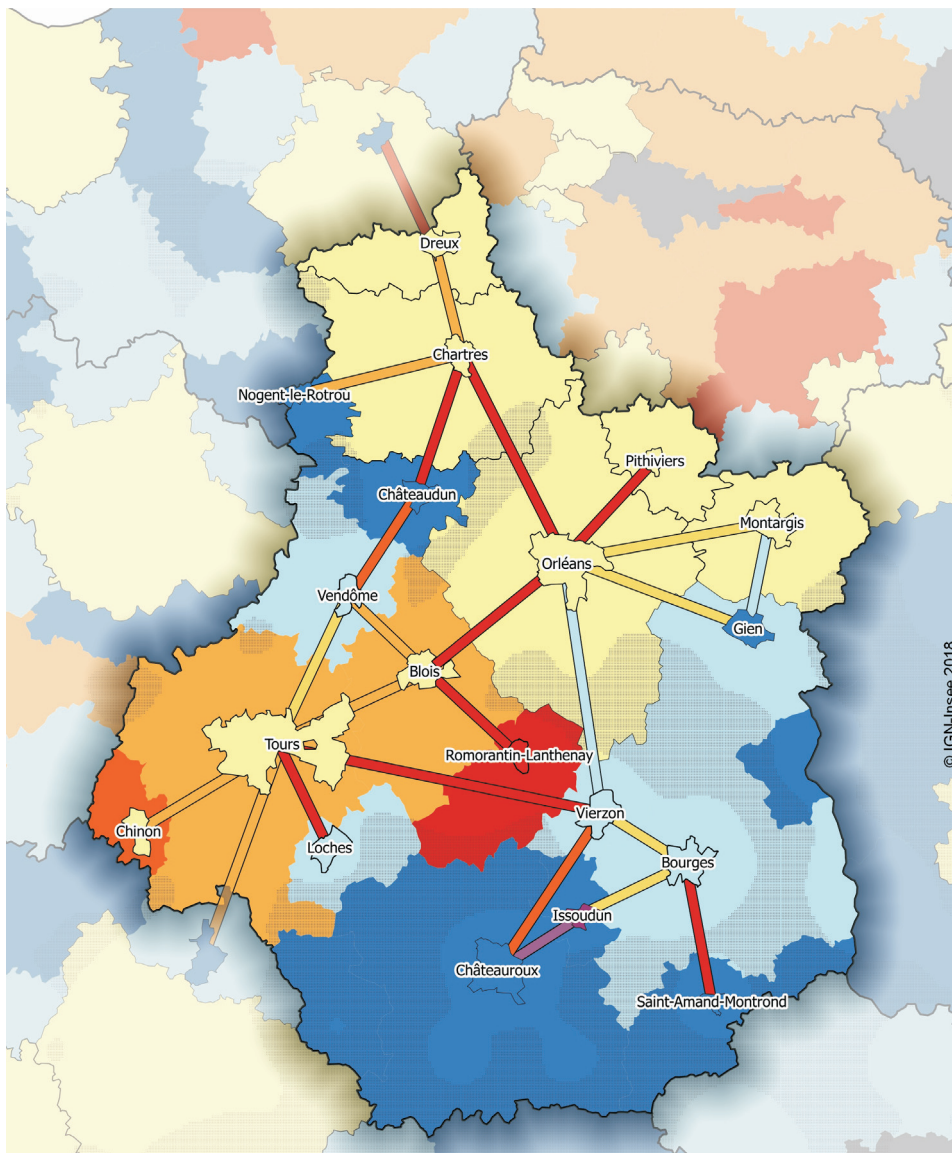 Dreux
Chartres
Nogent-le-Rotrou
Pithiviers
Châteaudun
Montargis
Orléans
Vendôme
Gien
Blois
© IGN-Insee 2018
Tours
Romorantin-Lanthenay
Vierzon
Chinon
Loches
Bourges
Issoudun
Châteauroux
Saint-Amand-Montrond